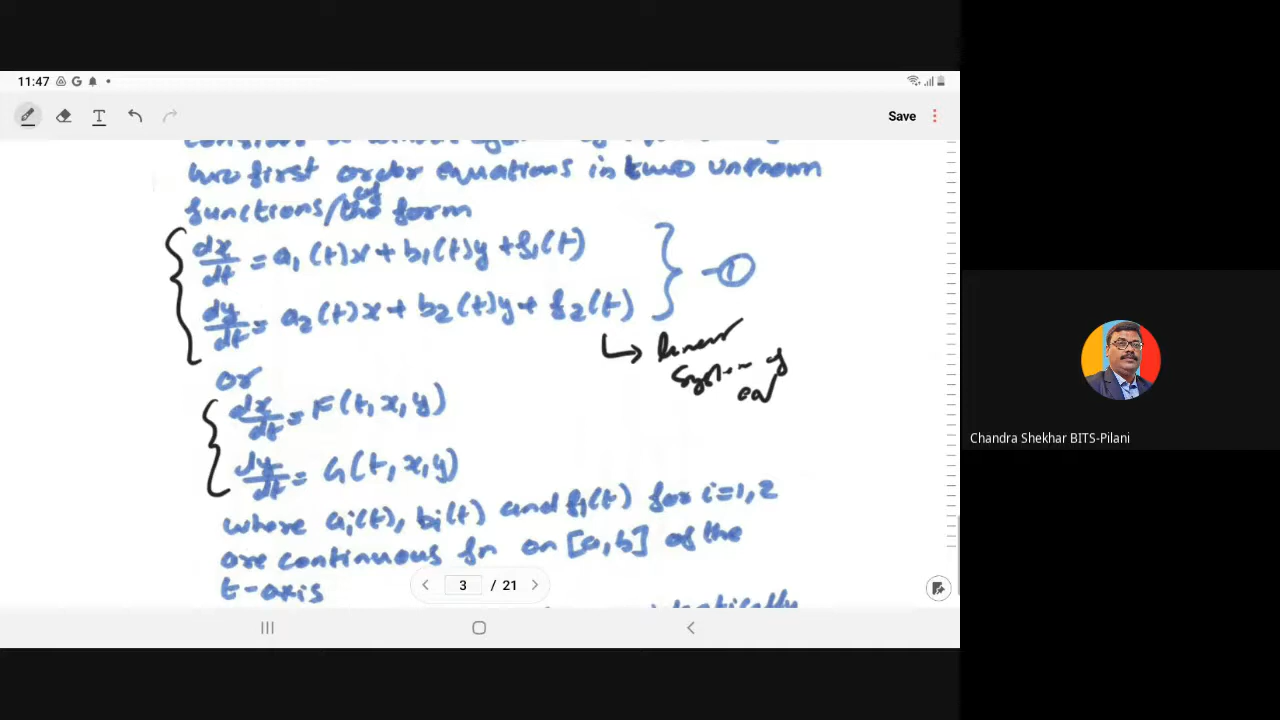 11:47
Save
two first order equations in two unknown
of
functions/the form
dx/dt = a₁(t)x + b₁(t)y + f₁(t)
dy/dt = a₂(t)x + b₂(t)y + f₂(t)
} - ①
↳ linear
system of
or
dx/dt = F(t, x, y)
dy/dt = G(t, x, y)
where aᵢ(t), bᵢ(t) and fᵢ(t) for i=1,2
are continuous fn on [a, b] of the
t-axis
3 / 21
identically
Chandra Shekhar BITS-Pilani